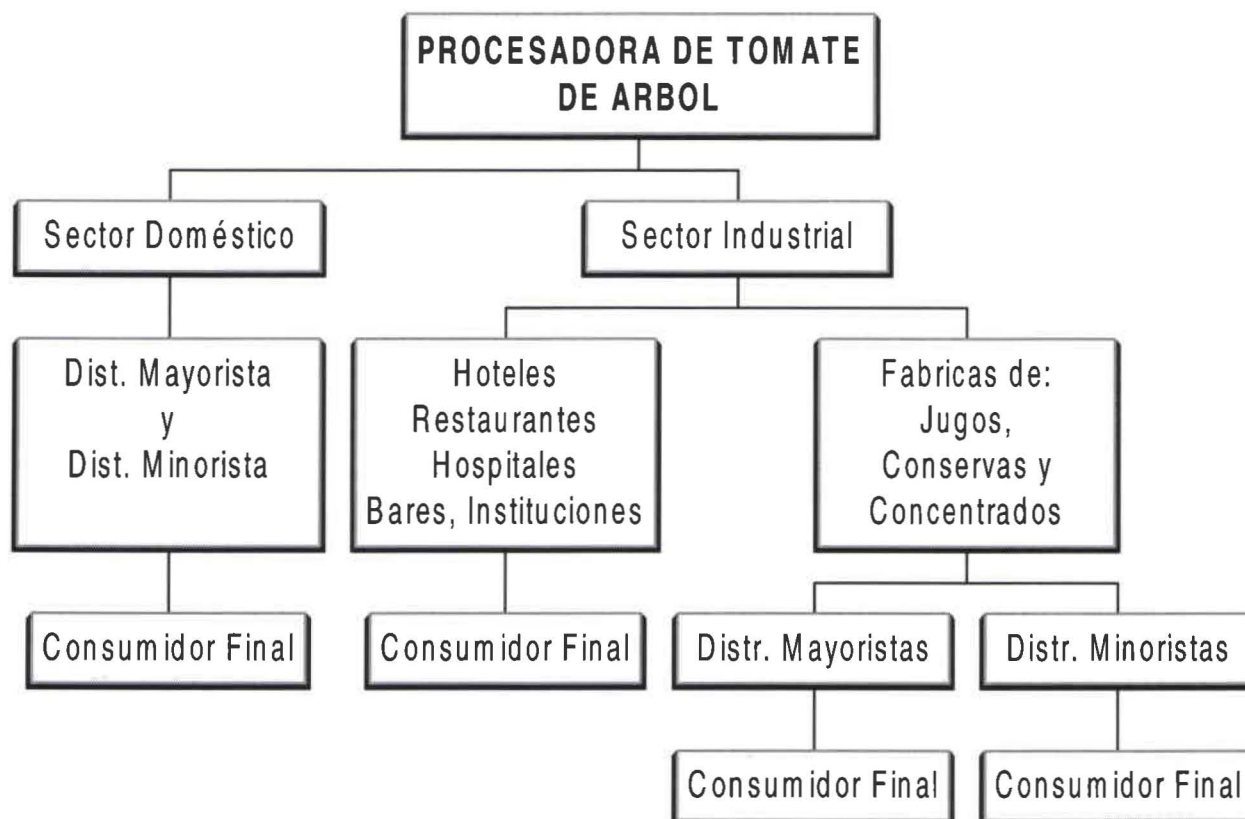 PROCESADORA DE TOMATE
DE ARBOL
Sector Doméstico
Sector Industrial
Dist. Mayorista
y
Dist. Minorista
Hoteles
Restaurantes
Hospitales
Bares, Instituciones
Fabricas de:
Jugos,
Conservas y
Concentrados
Consumidor Final
Consumidor Final
Distr. Mayoristas
Distr. Minoristas
Consumidor Final
Consumidor Final